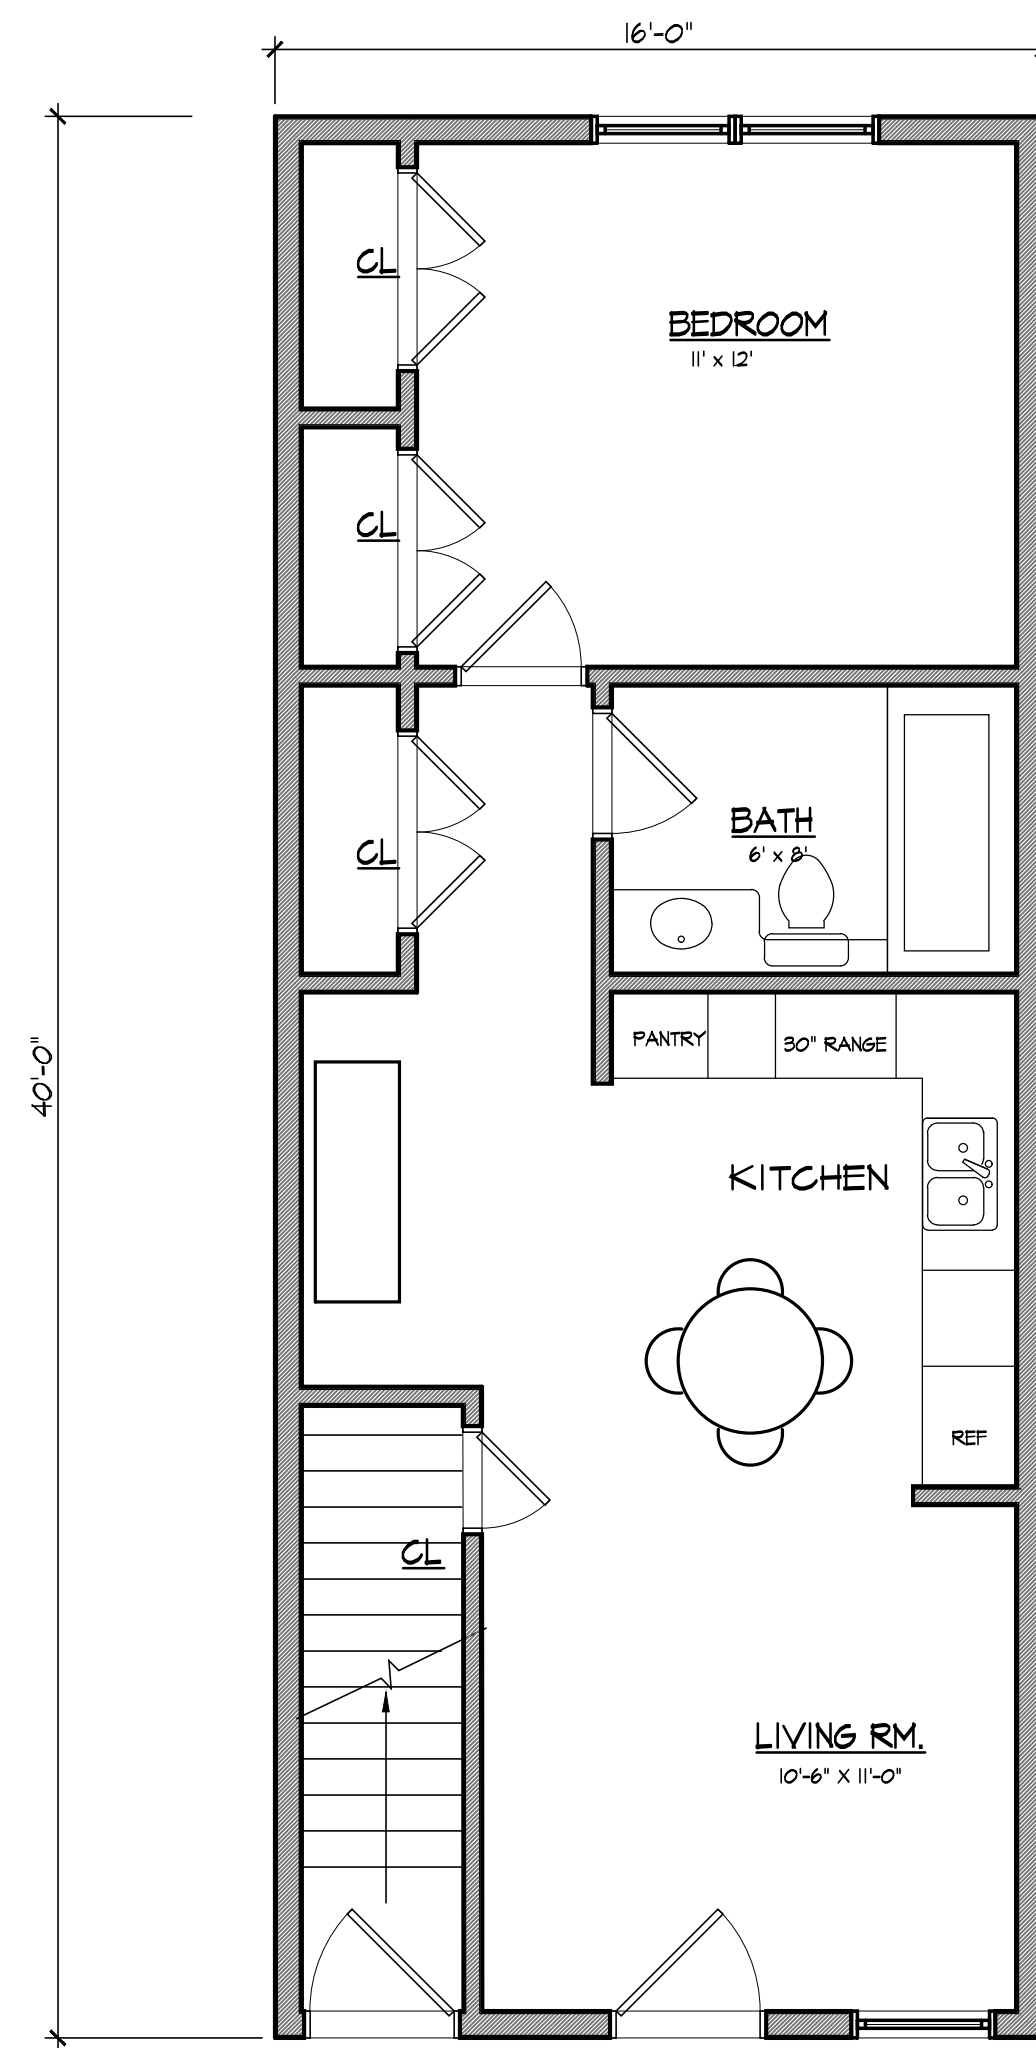 16'-0"
CL
BEDROOM
11' x 12'
CL
BATH
6' x 8'
CL
PANTRY
30" RANGE
40'-0"
KITCHEN
REF
CL
LIVING RM.
10'-6" X 11'-0"